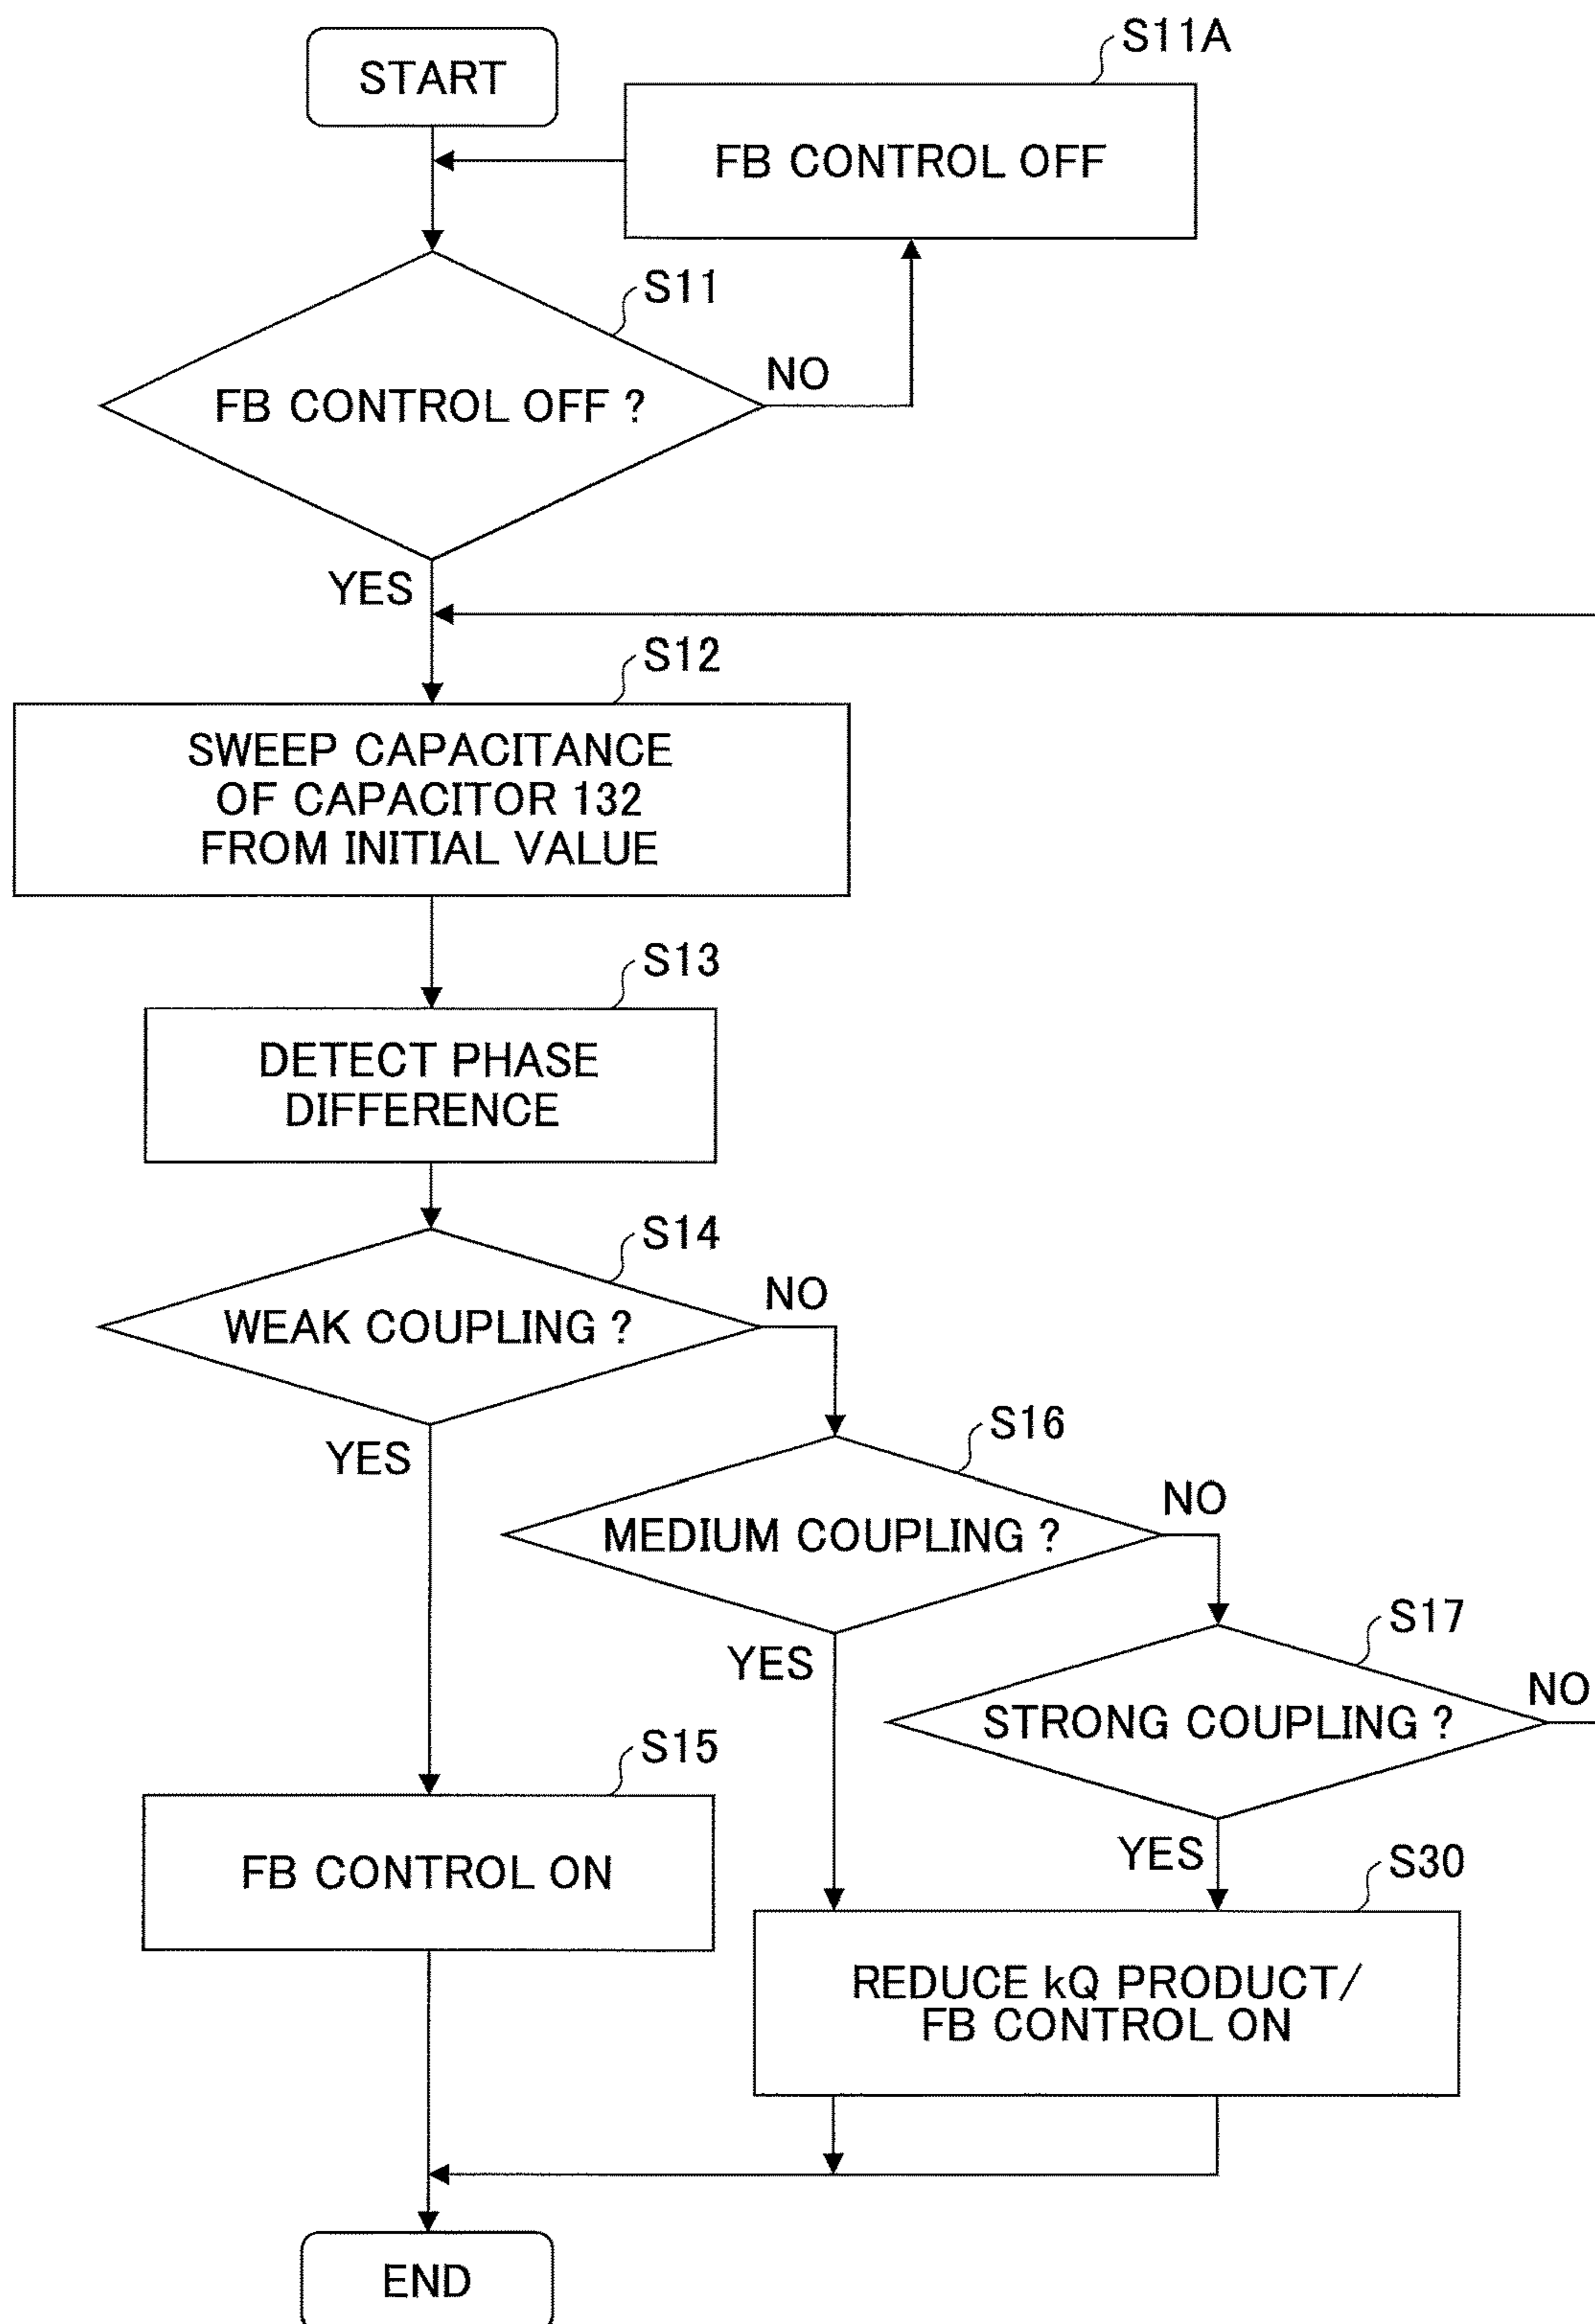 START
S11A
FB CONTROL OFF
S11
FB CONTROL OFF ?
NO
YES
S12
SWEEP CAPACITANCE
OF CAPACITOR 132
FROM INITIAL VALUE
S13
DETECT PHASE
DIFFERENCE
S14
WEAK COUPLING ?
NO
YES
S16
MEDIUM COUPLING ?
NO
YES
S17
STRONG COUPLING ?
NO
YES
S15
FB CONTROL ON
S30
REDUCE kQ PRODUCT/
FB CONTROL ON
END